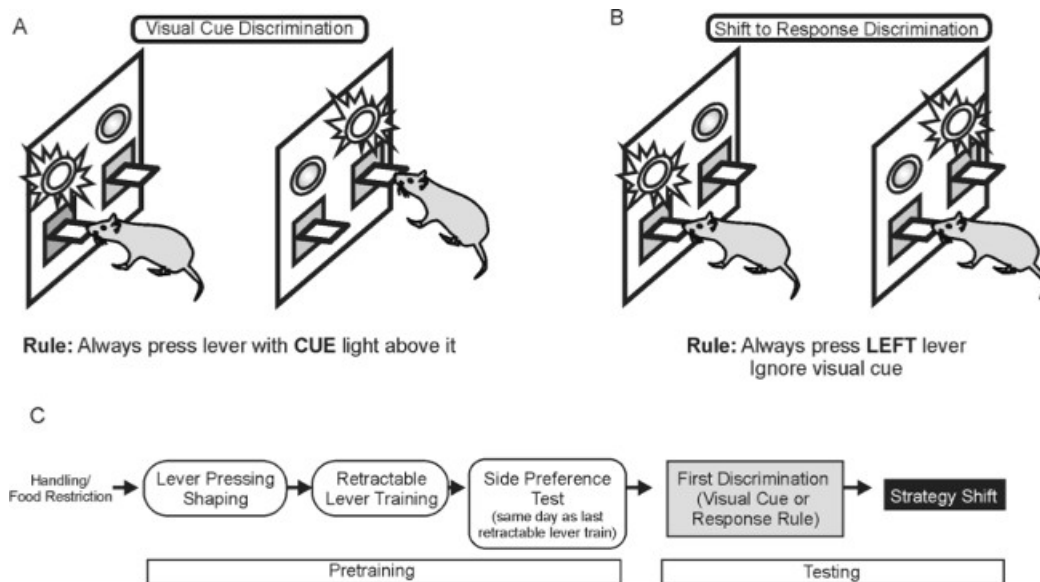 A
Visual Cue Discrimination
Rule: Always press lever with CUE light above it
B
Shift to Response Discrimination
Rule: Always press LEFT lever
Ignore visual cue
C
Handling/
Food Restriction
Lever Pressing
Shaping
Retractable
Lever Training
Side Preference
Test
(same day as last
retractable lever train)
First Discrimination
(Visual Cue or
Response Rule)
Strategy Shift
Pretraining
Testing